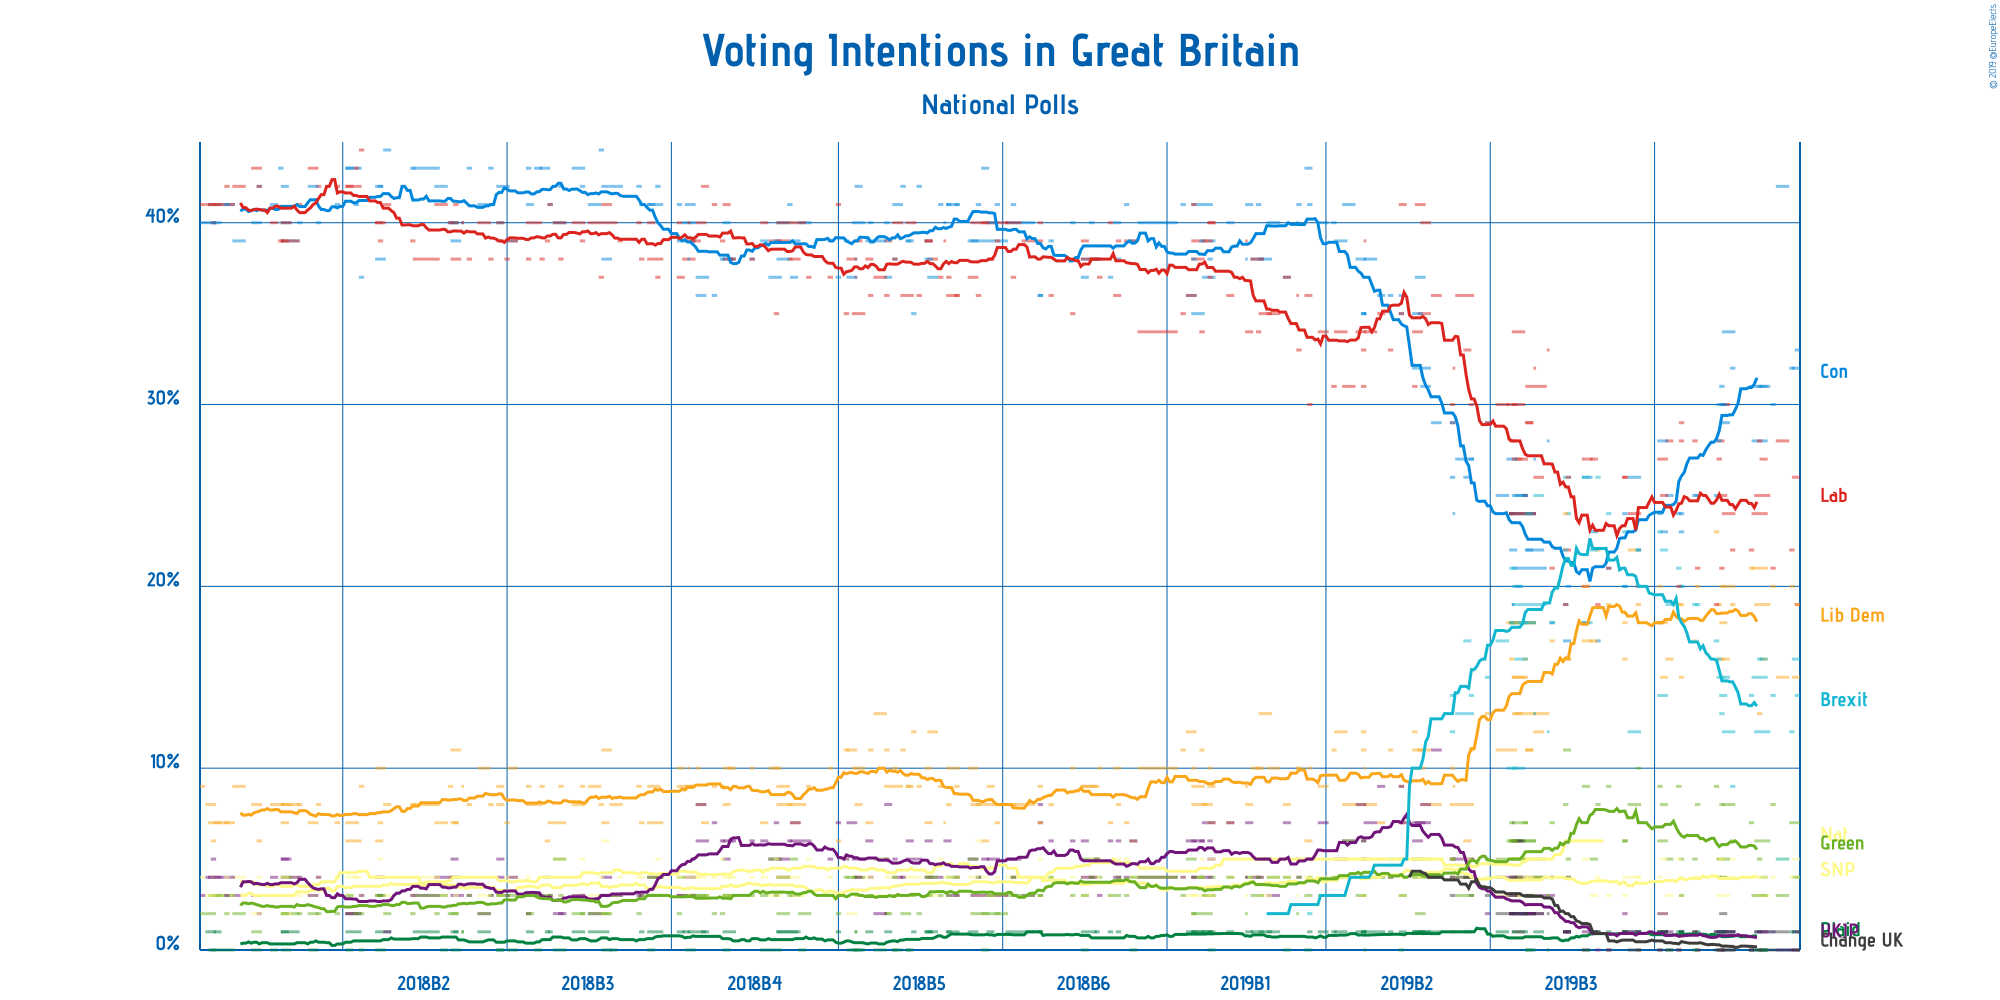 Voting Intentions in Great Britain
National Polls
© 2019 @EuropeElects
40%
30%
20%
10%
0%
Con
Lab
Lib Dem
Brexit
Nat
Green
SNP
UKIP
Change UK
2018B2
2018B3
2018B4
2018B5
2018B6
2019B1
2019B2
2019B3